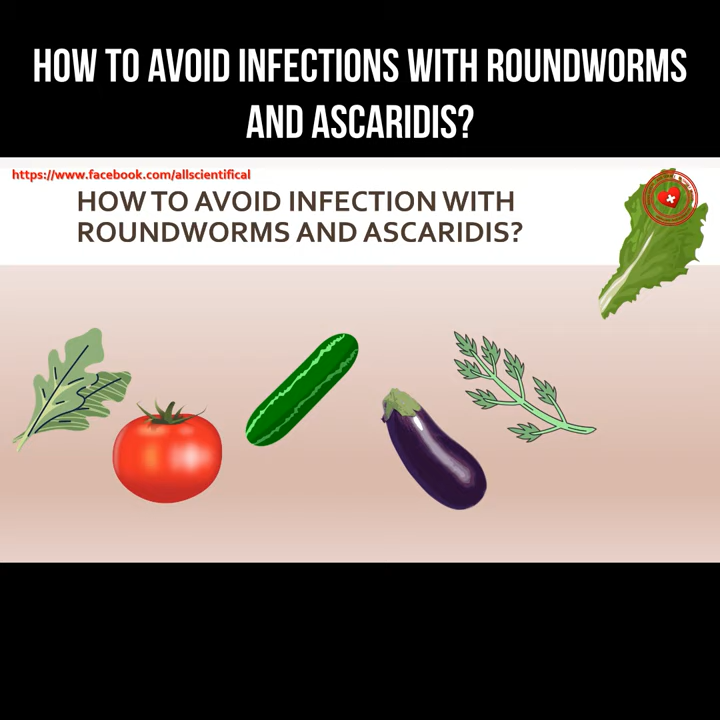 HOW TO AVOID INFECTIONS WITH ROUNDWORMS
AND ASCARIDIS?
https://www.facebook.com/allscientifical
HOW TO AVOID INFECTION WITH
ROUNDWORMS AND ASCARIDIS?